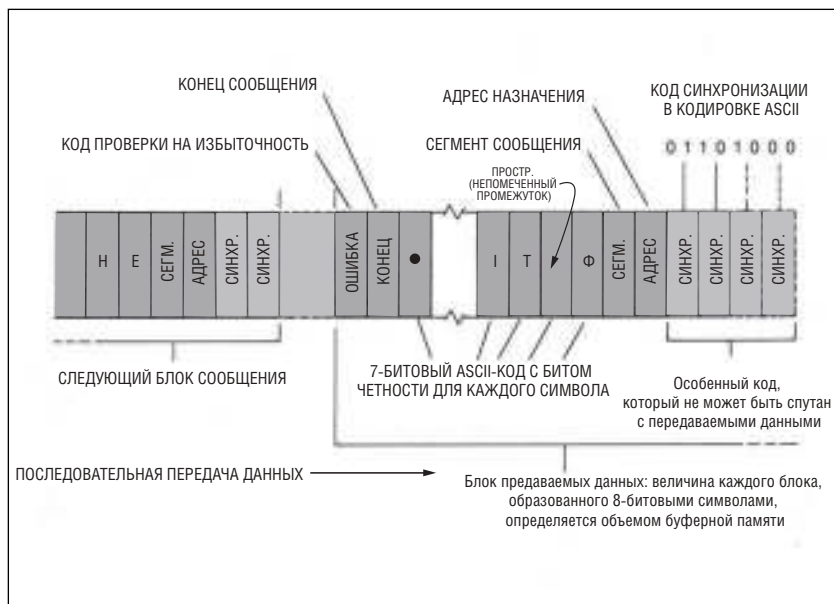 КОНЕЦ СООБЩЕНИЯ
КОД ПРОВЕРКИ НА ИЗБЫТОЧНОСТЬ
АДРЕС НАЗНАЧЕНИЯ
СЕГМЕНТ СООБЩЕНИЯ
КОД СИНХРОНИЗАЦИИ
В КОДИРОВКЕ ASCII
0 1 1 0 1 0 0 0
ПРОСТР.
(НЕПОМЕЧЕННЫЙ
ПРОМЕЖУТОК)
Н
Е
СЕГМ.
АДРЕС
СИНХР.
СИНХР.
ОШИБКА
КОНЕЦ
●
I
Т
Ф
СЕГМ.
АДРЕС
СИНХР.
СИНХР.
СИНХР.
СИНХР.
СЛЕДУЮЩИЙ БЛОК СООБЩЕНИЯ
7-БИТОВЫЙ ASCII-КОД С БИТОМ
ЧЕТНОСТИ ДЛЯ КАЖДОГО СИМВОЛА
Особенный код,
который не может быть спутан
с передаваемыми данными
ПОСЛЕДОВАТЕЛЬНАЯ ПЕРЕДАЧА ДАННЫХ
Блок предаваемых данных: величина каждого блока,
образованного 8-битовыми символами,
определяется объемом буферной памяти